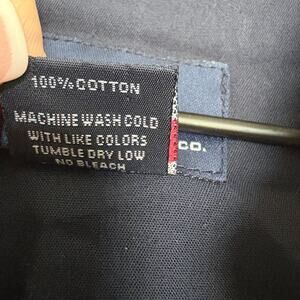 100% COTTON
MACHINE WASH COLD
WITH LIKE COLORS
TUMBLE DRY LOW
NO BLEACH
CO.